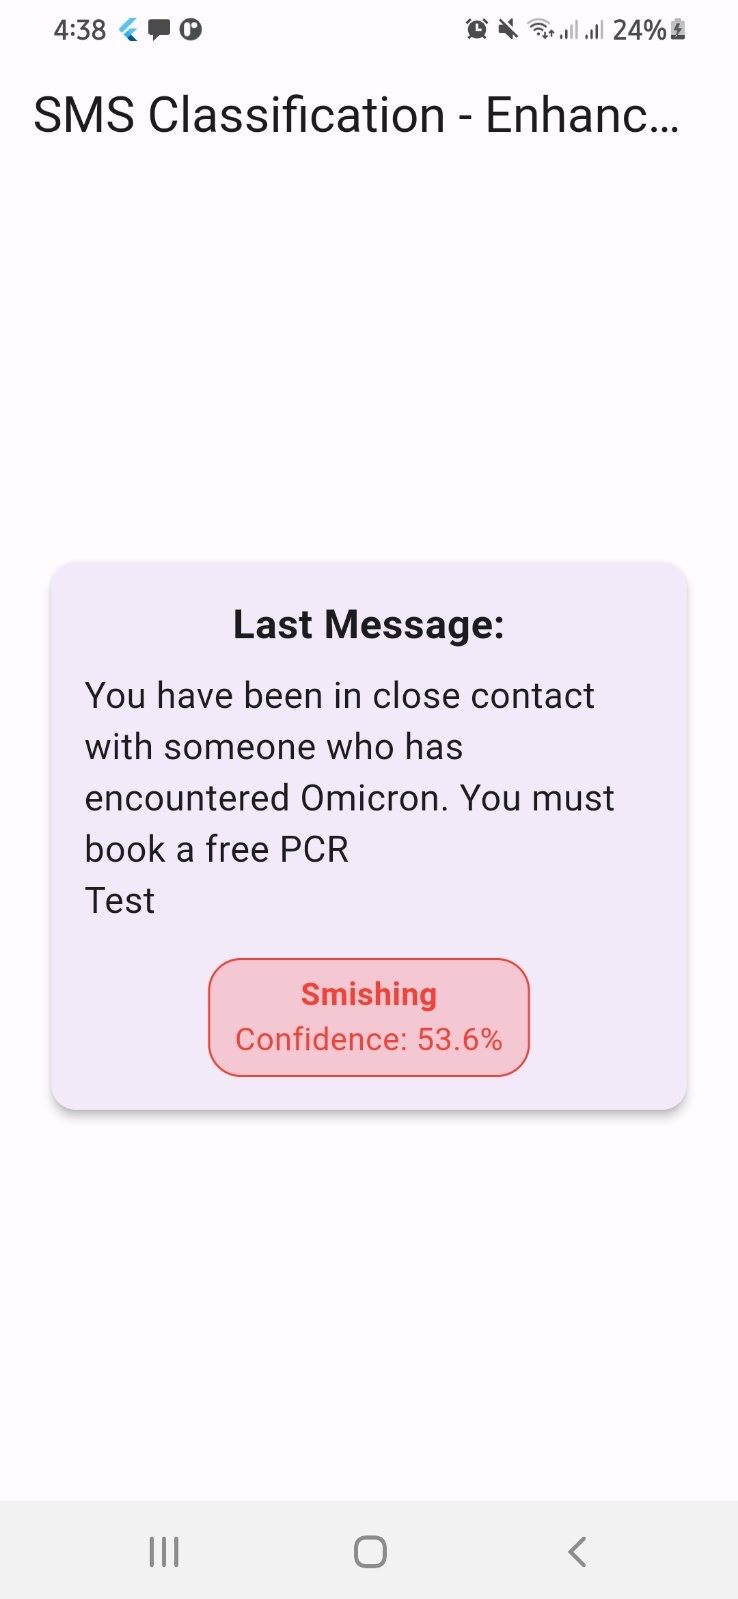 4:38 24%
SMS Classification - Enhanc...
Last Message:
You have been in close contact
with someone who has
encountered Omicron. You must
book a free PCR
Test
Smishing
Confidence: 53.6%